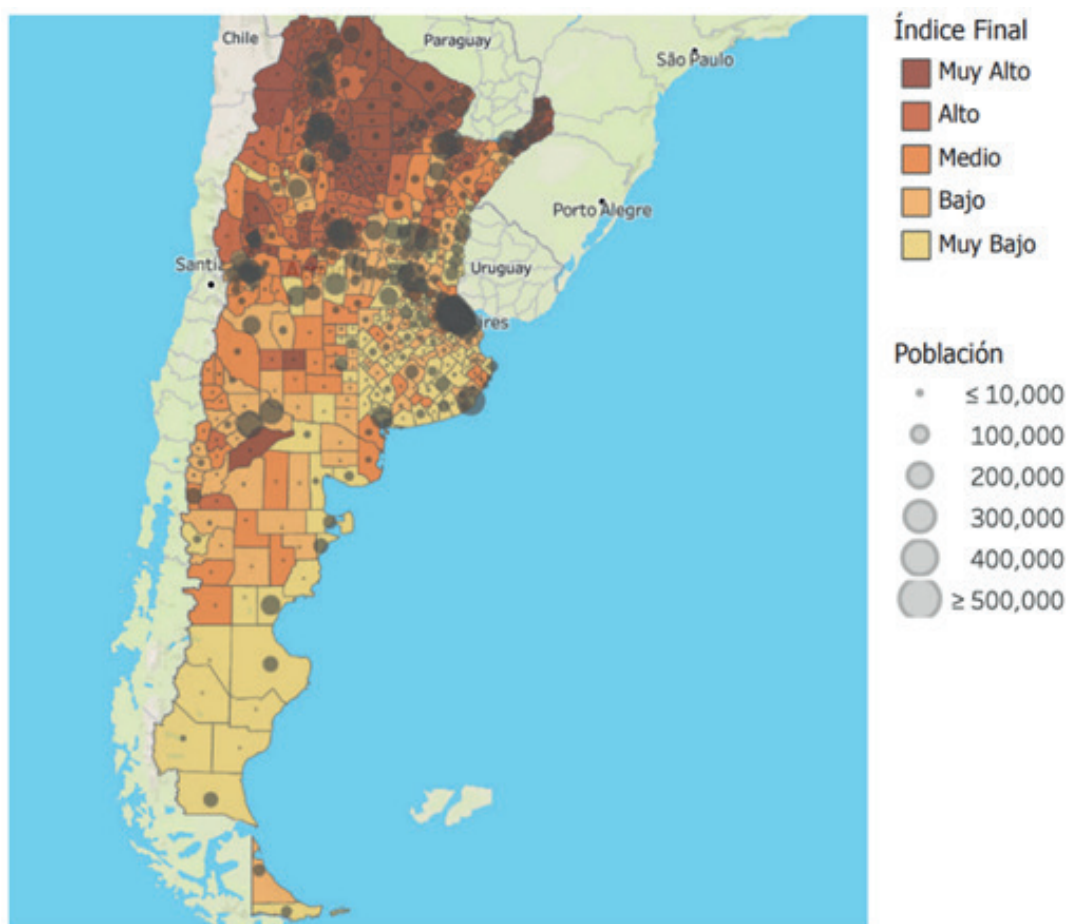 Chile
Paraguay
São Paulo
Porto Alegre
Uruguay
Índice Final
Muy Alto
Alto
Medio
Bajo
Muy Bajo
Población
≤ 10,000
100,000
200,000
300,000
400,000
≥ 500,000